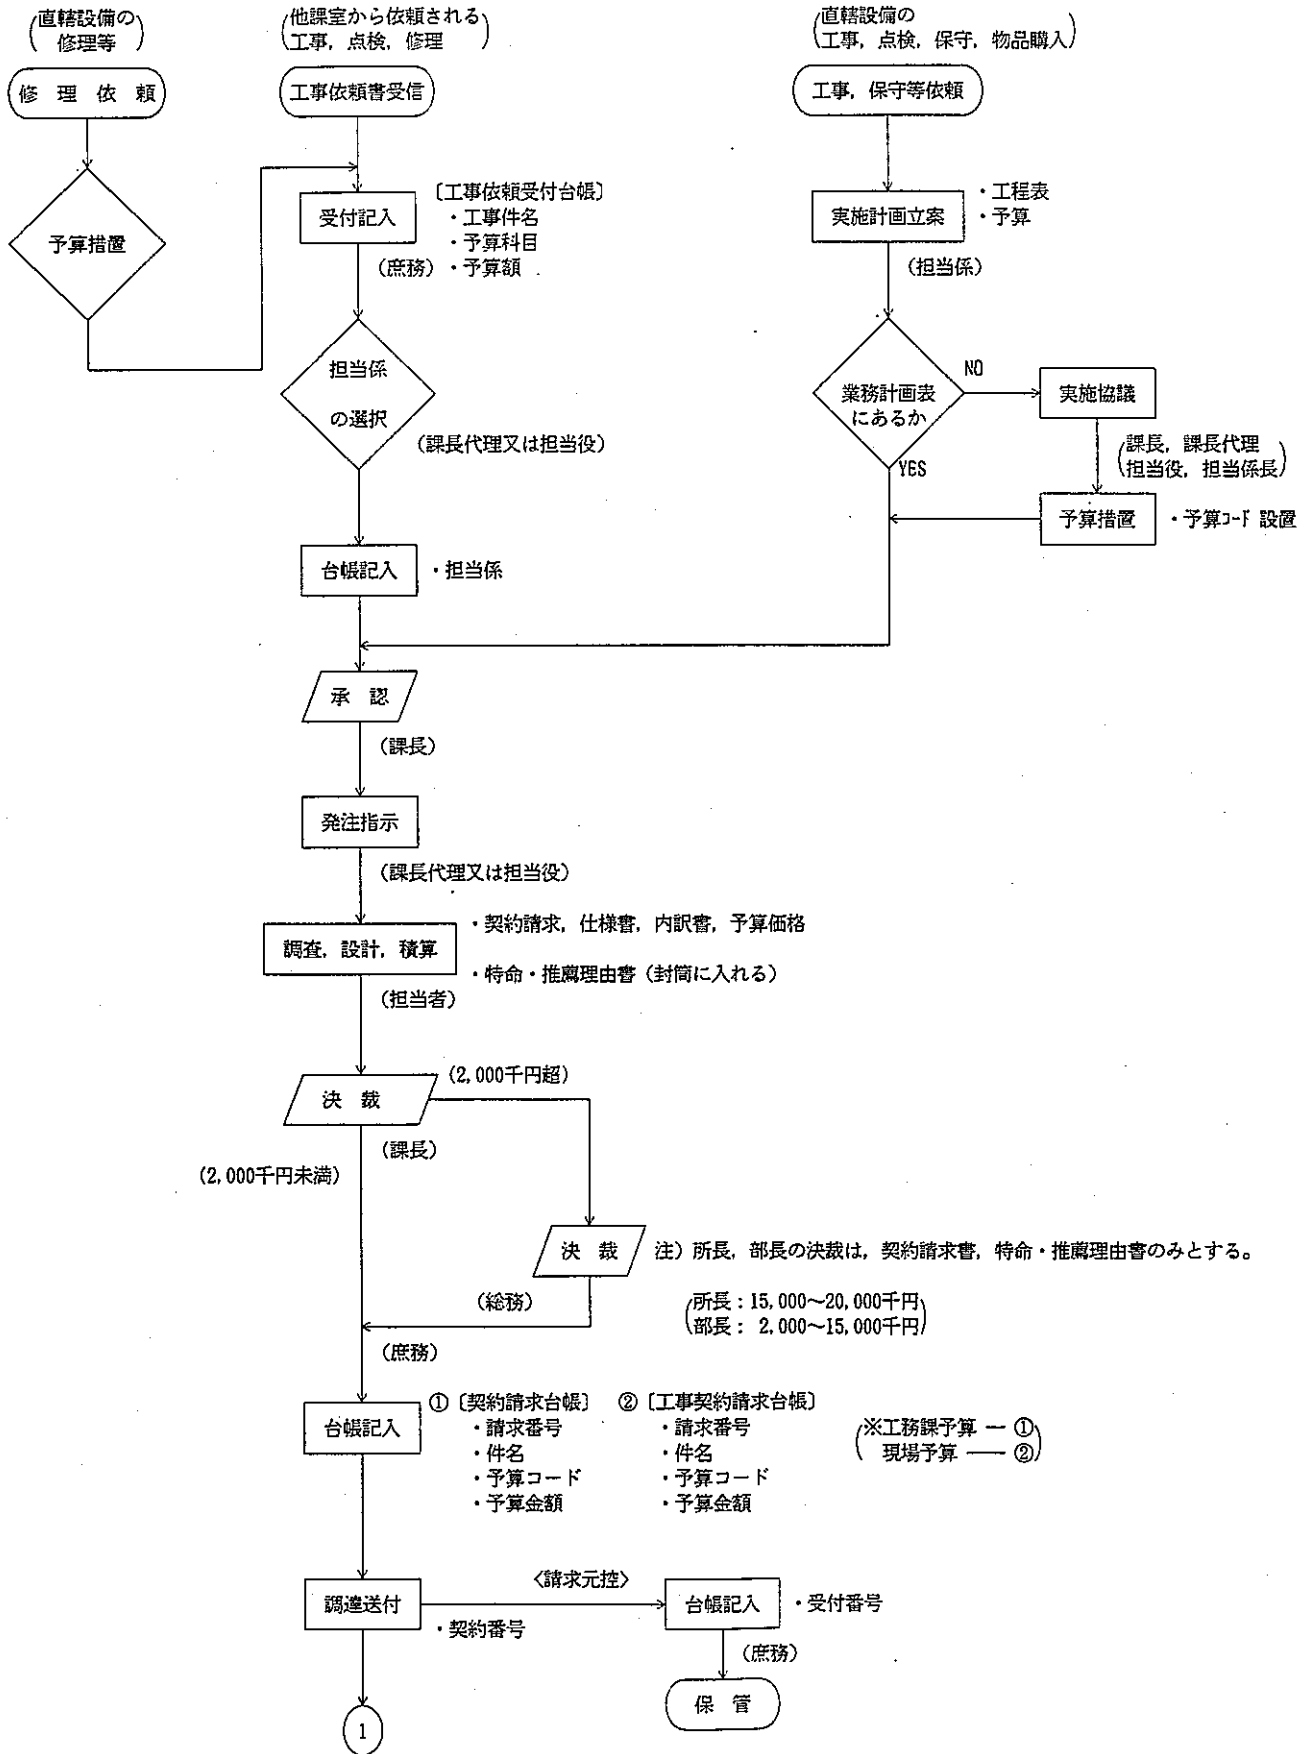 (直轄設備の
修理等)
修 理 依 頼
予算措置
(他課室から依頼される
工事，点検，修理)
工事依頼書受信
受付記入
〔工事依頼受付台帳〕
・工事件名
・予算科目
・予算額
(庶務)
担当係
の選択
(課長代理又は担当役)
台帳記入
・担当係
(直轄設備の
工事，点検，保守，物品購入)
工事，保守等依頼
実施計画立案
・工程表
・予算
(担当係)
業務計画表
にあるか
NO
YES
実施協議
(課長，課長代理
担当役，担当係長)
予算措置
・予算コード 設置
承 認
(課長)
発注指示
(課長代理又は担当役)
調査，設計，積算
・契約請求，仕様書，内訳書，予算価格
・特命・推薦理由書（封筒に入れる）
(担当者)
決 裁
(2,000千円超)
(課長)
(2,000千円未満)
決 裁
注）所長，部長の決裁は，契約請求書，特命・推薦理由書のみとする。
(所長：15,000～20,000千円
部長： 2,000～15,000千円)
(総務)
(庶務)
台帳記入
①〔契約請求台帳〕
・請求番号
・件名
・予算コード
・予算金額
②〔工事契約請求台帳〕
・請求番号
・件名
・予算コード
・予算金額
(※工務課予算 ― ①
現場予算 ―― ②)
調達送付
・契約番号
〈請求元控〉
台帳記入
・受付番号
(庶務)
保 管
1